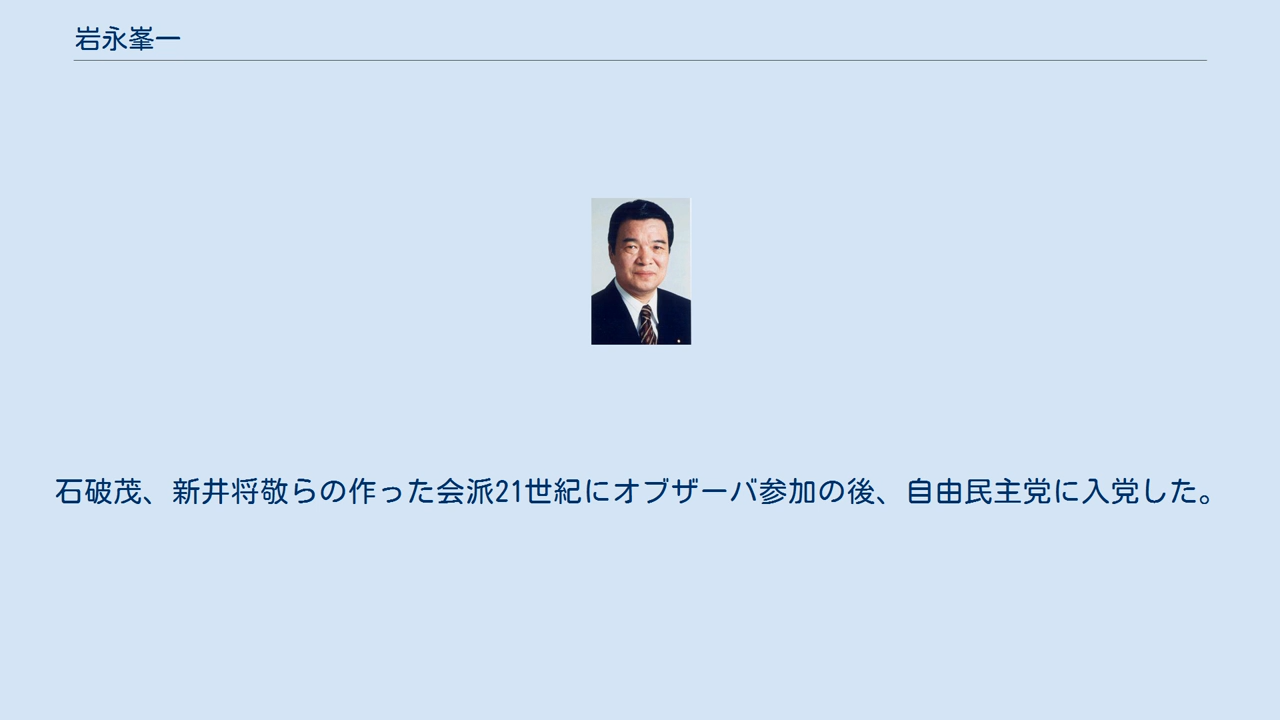 岩永峯一
石破茂、新井将敬らの作った会派21世紀にオブザーバ参加の後、自由民主党に入党した。